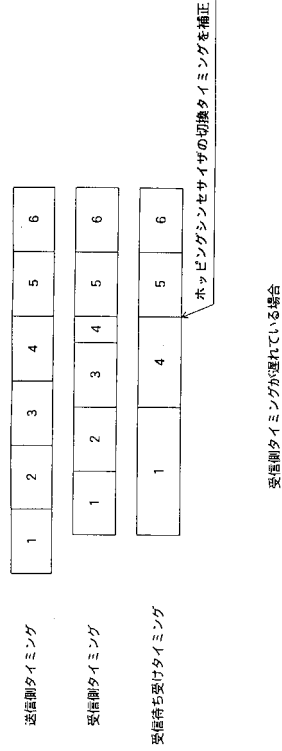 送信側タイミング
1 2 3 4 5 6
受信側タイミング
1 2 3 4 5 6
受信待ち受けタイミング
1 4 5 6
ホッピングシンセサイザの切換タイミングを補正
受信側タイミングが遅れている場合